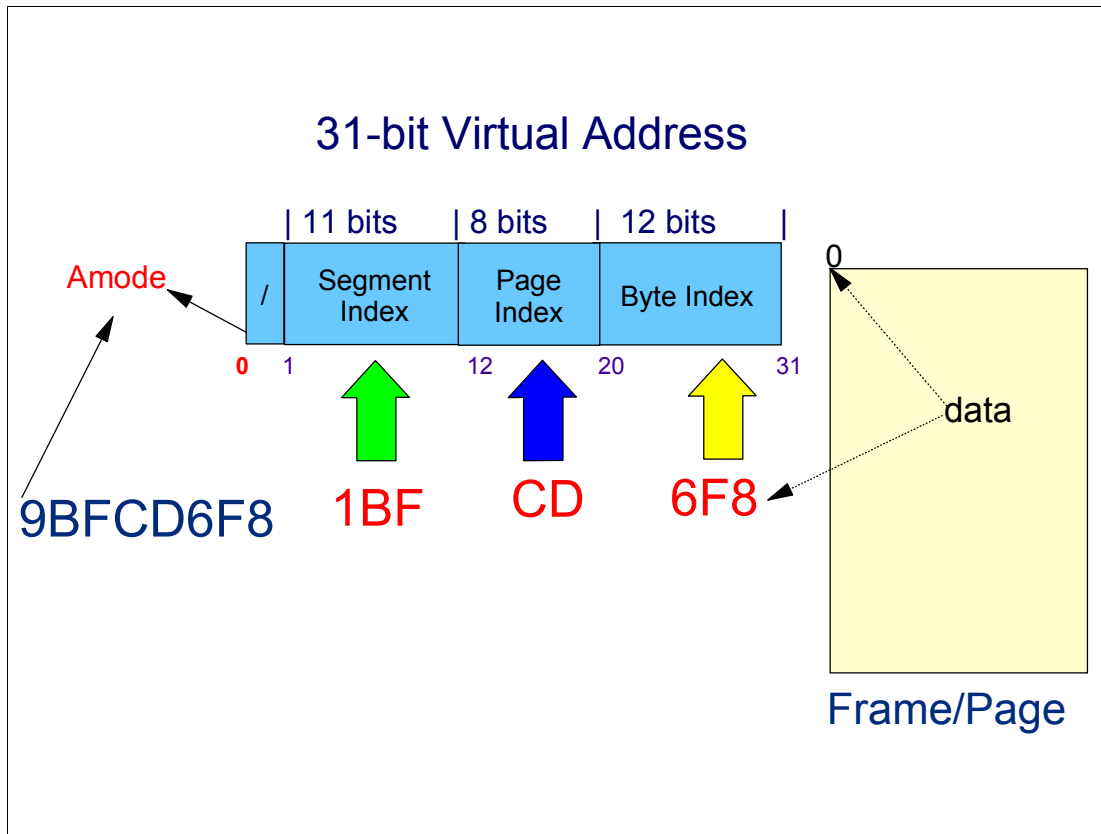 31-bit Virtual Address
| 11 bits | 8 bits | 12 bits |
0
Amode
/
Segment
Index
Page
Index
Byte Index
0 1 12 20 31
data
9BFCD6F8
1BF
CD
6F8
Frame/Page